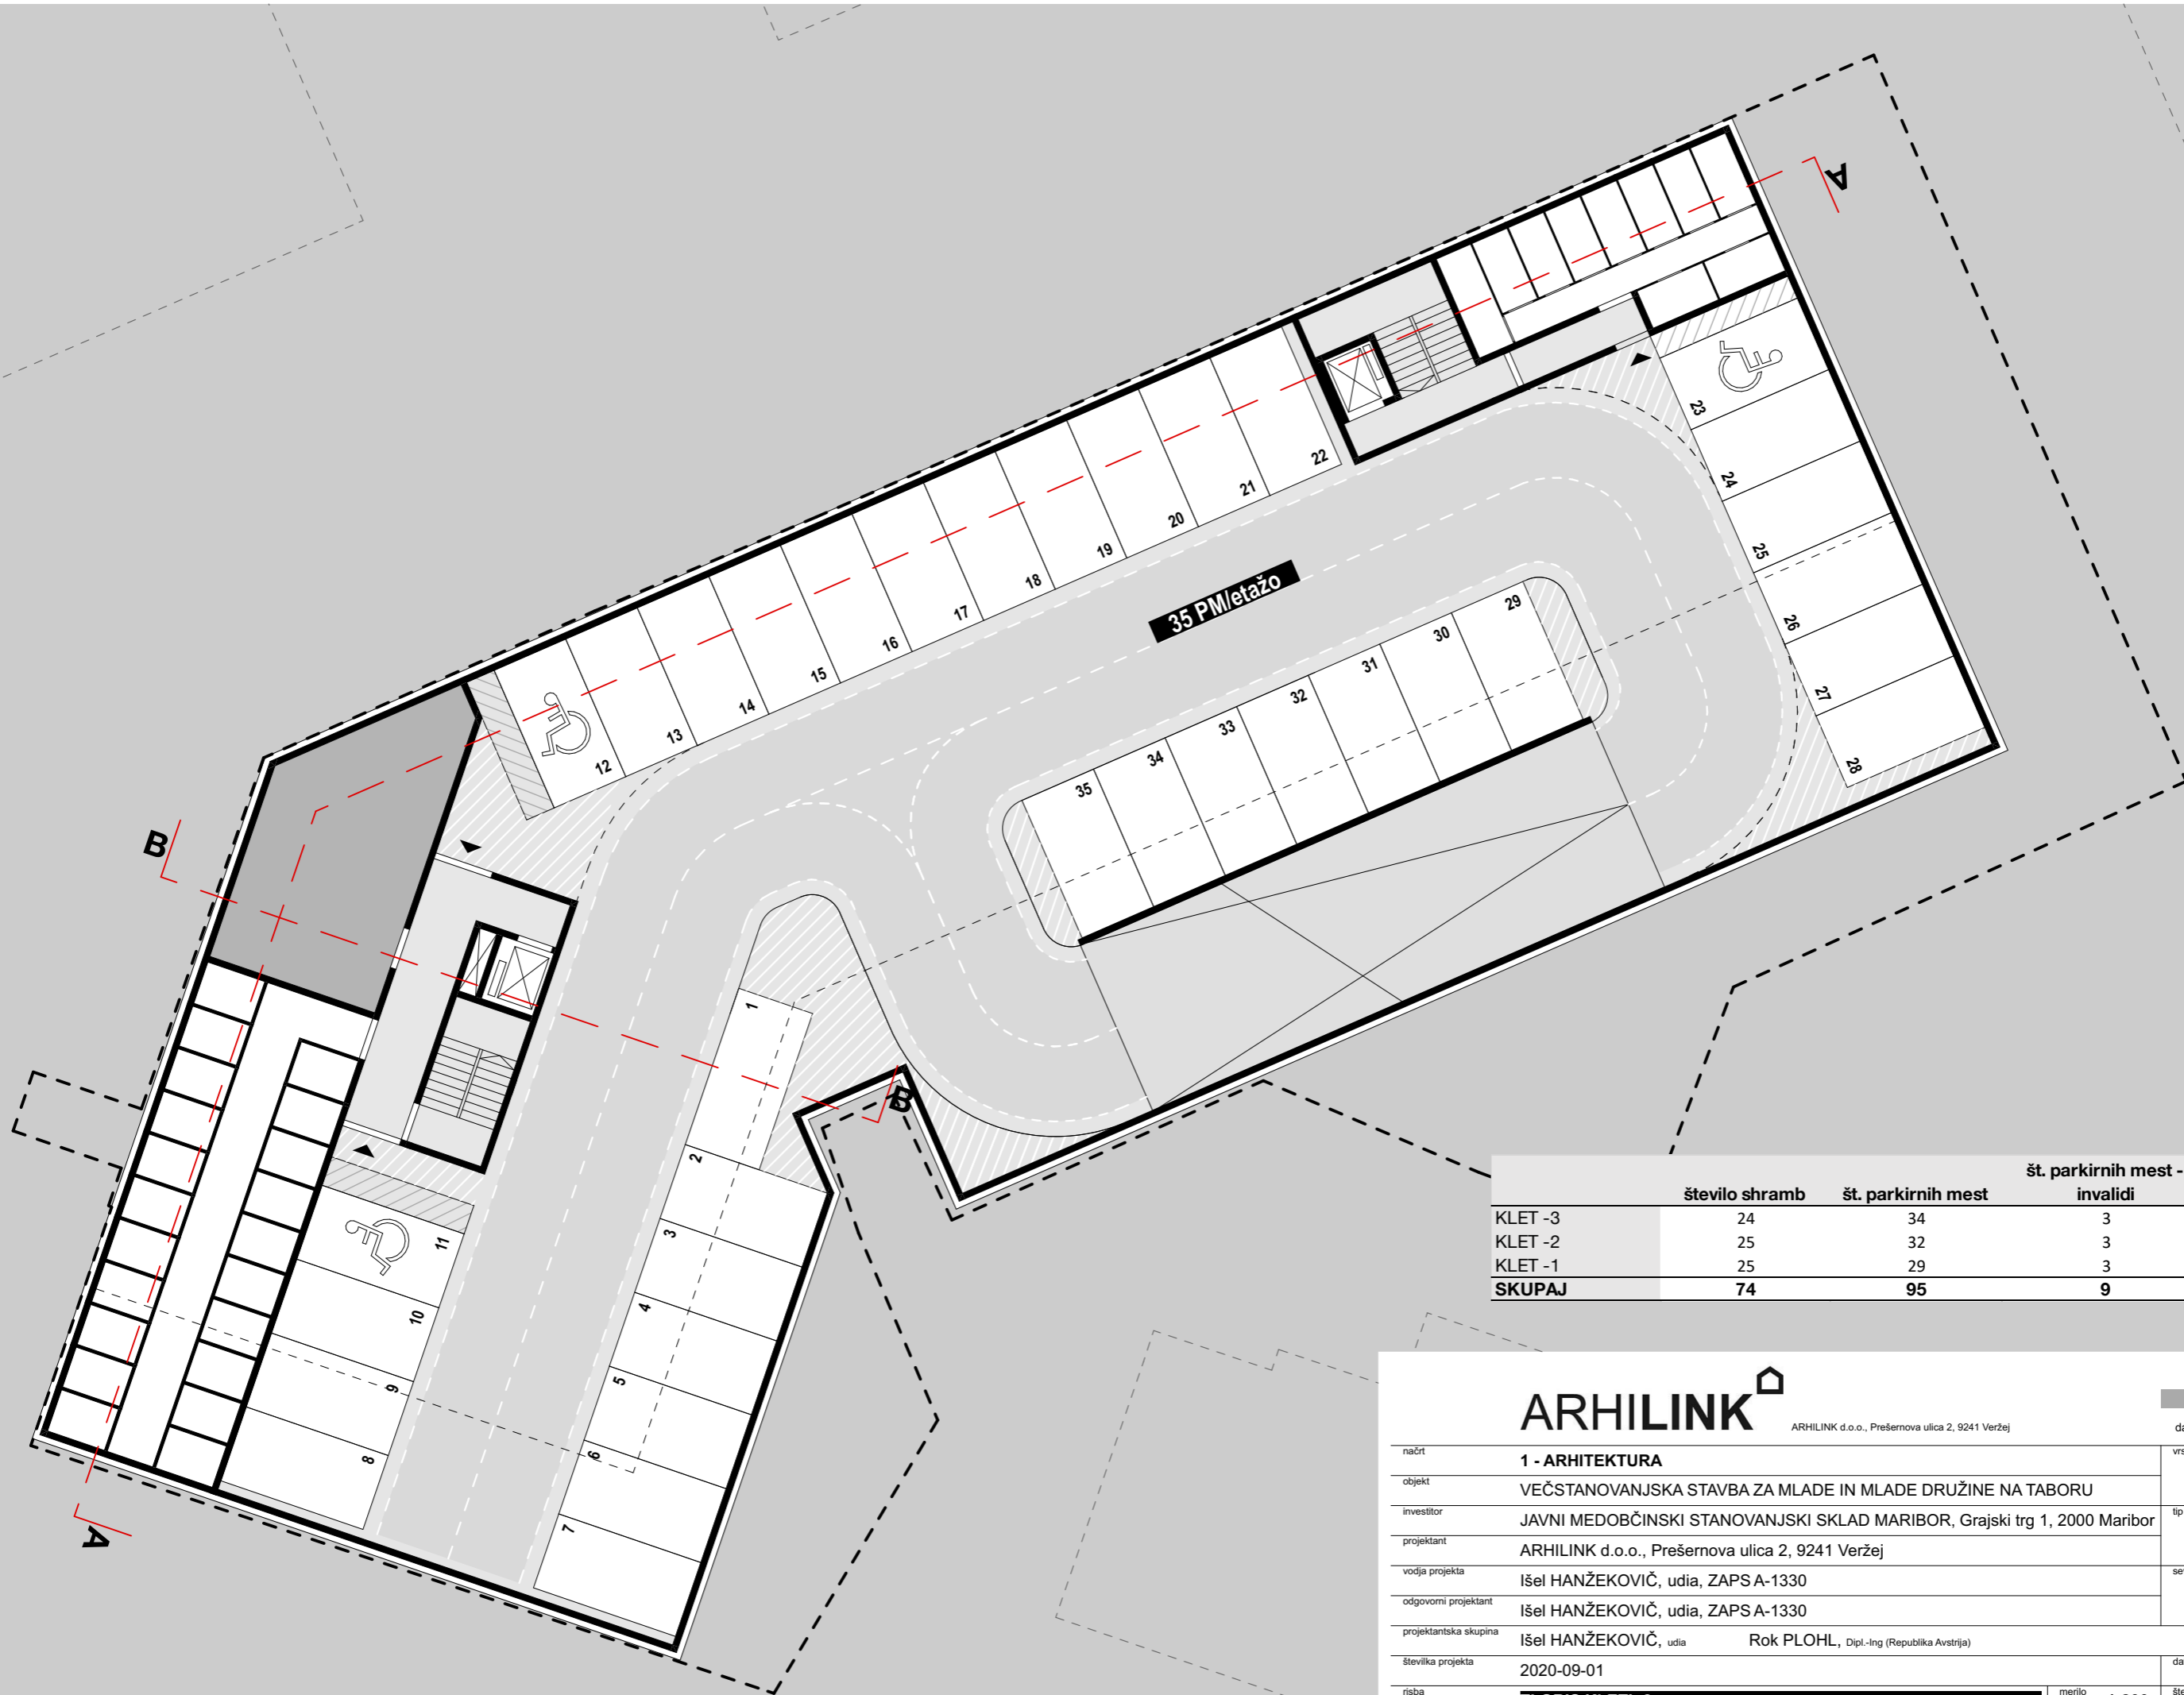 A
A
B
B
35 PM/etažo
1
2
3
4
5
6
7
8
9
10
11
12
13
14
15
16
17
18
19
20
21
22
23
24
25
26
27
28
29
30
31
32
33
34
35
število shramb št. parkirnih mest št. parkirnih mest - invalidi
KLET -3 24 34 3
KLET -2 25 32 3
KLET -1 25 29 3
SKUPAJ 74 95 9
ARHILINK
ARHILINK d.o.o., Prešernova ulica 2, 9241 Veržej
načrt 1 - ARHITEKTURA
objekt VEČSTANOVANJSKA STAVBA ZA MLADE IN MLADE DRUŽINE NA TABORU
investitor JAVNI MEDOBČINSKI STANOVANJSKI SKLAD MARIBOR, Grajski trg 1, 2000 Maribor
tip
projektant ARHILINK d.o.o., Prešernova ulica 2, 9241 Veržej
vodja projekta Išel HANŽEKOVIČ, udia, ZAPS A-1330
odgovorni projektant Išel HANŽEKOVIČ, udia, ZAPS A-1330
projektantska skupina Išel HANŽEKOVIČ, udia Rok PLOHL, Dipl.-Ing (Republika Avstrija)
številka projekta 2020-09-01
risba
merilo